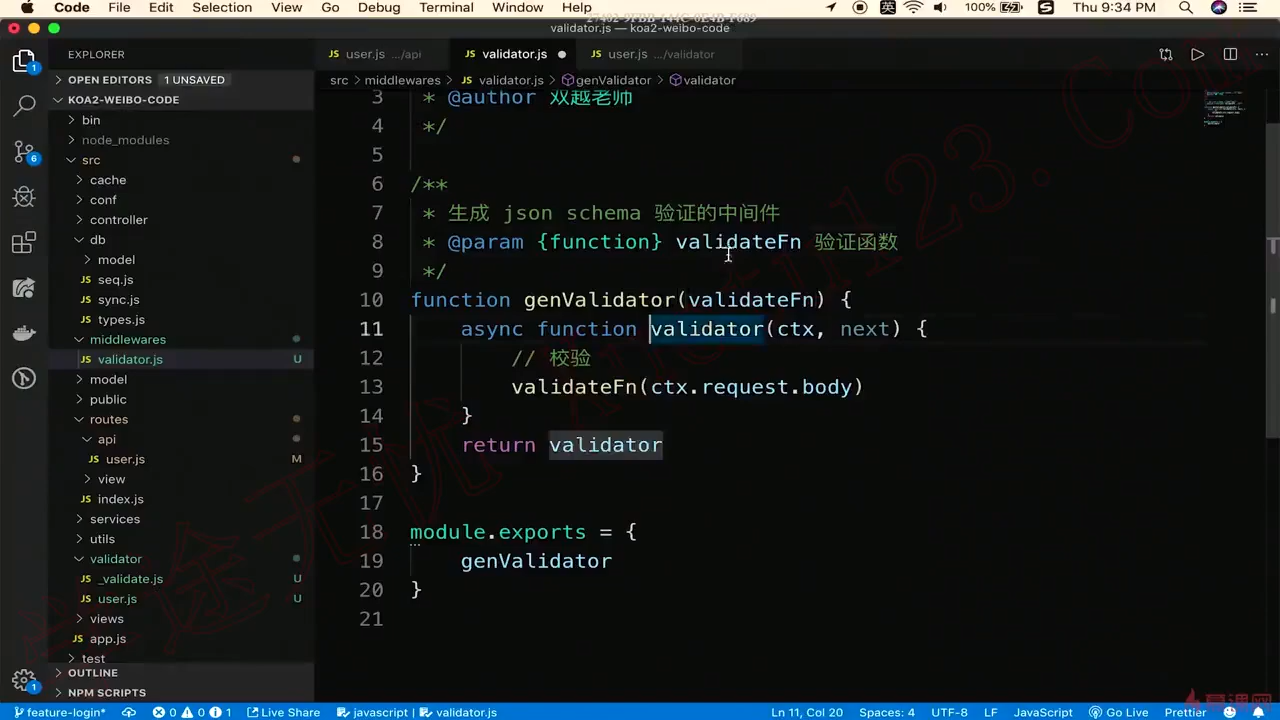 Code File Edit Selection View Go Debug Terminal Window Help 英 100% Thu 9:34 PM
validator.js — koa2-weibo-code
EXPLORER
user.js .../api validator.js user.js .../validator
OPEN EDITORS 1 UNSAVED
src > middlewares > validator.js > genValidator > validator
KOA2-WEIBO-CODE
bin
node_modules
src
cache
conf
controller
db
model
seq.js
sync.js
types.js
middlewares
validator.js U
model
public
routes
api
user.js M
view
index.js
services
utils
validator
_validate.js U
user.js U
views
app.js
test
OUTLINE
NPM SCRIPTS
3 * @author 双越老师
4 */
5
6 /**
7 * 生成 json schema 验证的中间件
8 * @param {function} validateFn 验证函数
9 */
10 function genValidator(validateFn) {
11 async function validator(ctx, next) {
12 // 校验
13 validateFn(ctx.request.body)
14 }
15 return validator
16 }
17
18 module.exports = {
19 genValidator
20 }
21
feature-login* 0 0 1 Live Share javascript | validator.js Ln 11, Col 20 Spaces: 4 UTF-8 LF JavaScript Go Live Prettier